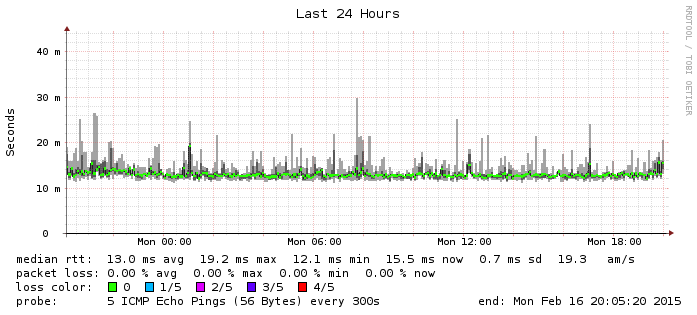 Last 24 Hours
RRDTOOL / TOBI OETIKER
Seconds
40 m
30 m
20 m
10 m
0
Mon 00:00 Mon 06:00 Mon 12:00 Mon 18:00
median rtt: 13.0 ms avg 19.2 ms max 12.1 ms min 15.5 ms now 0.7 ms sd 19.3 am/s
packet loss: 0.00 % avg 0.00 % max 0.00 % min 0.00 % now
loss color: 0 1/5 2/5 3/5 4/5
probe: 5 ICMP Echo Pings (56 Bytes) every 300s end: Mon Feb 16 20:05:20 2015